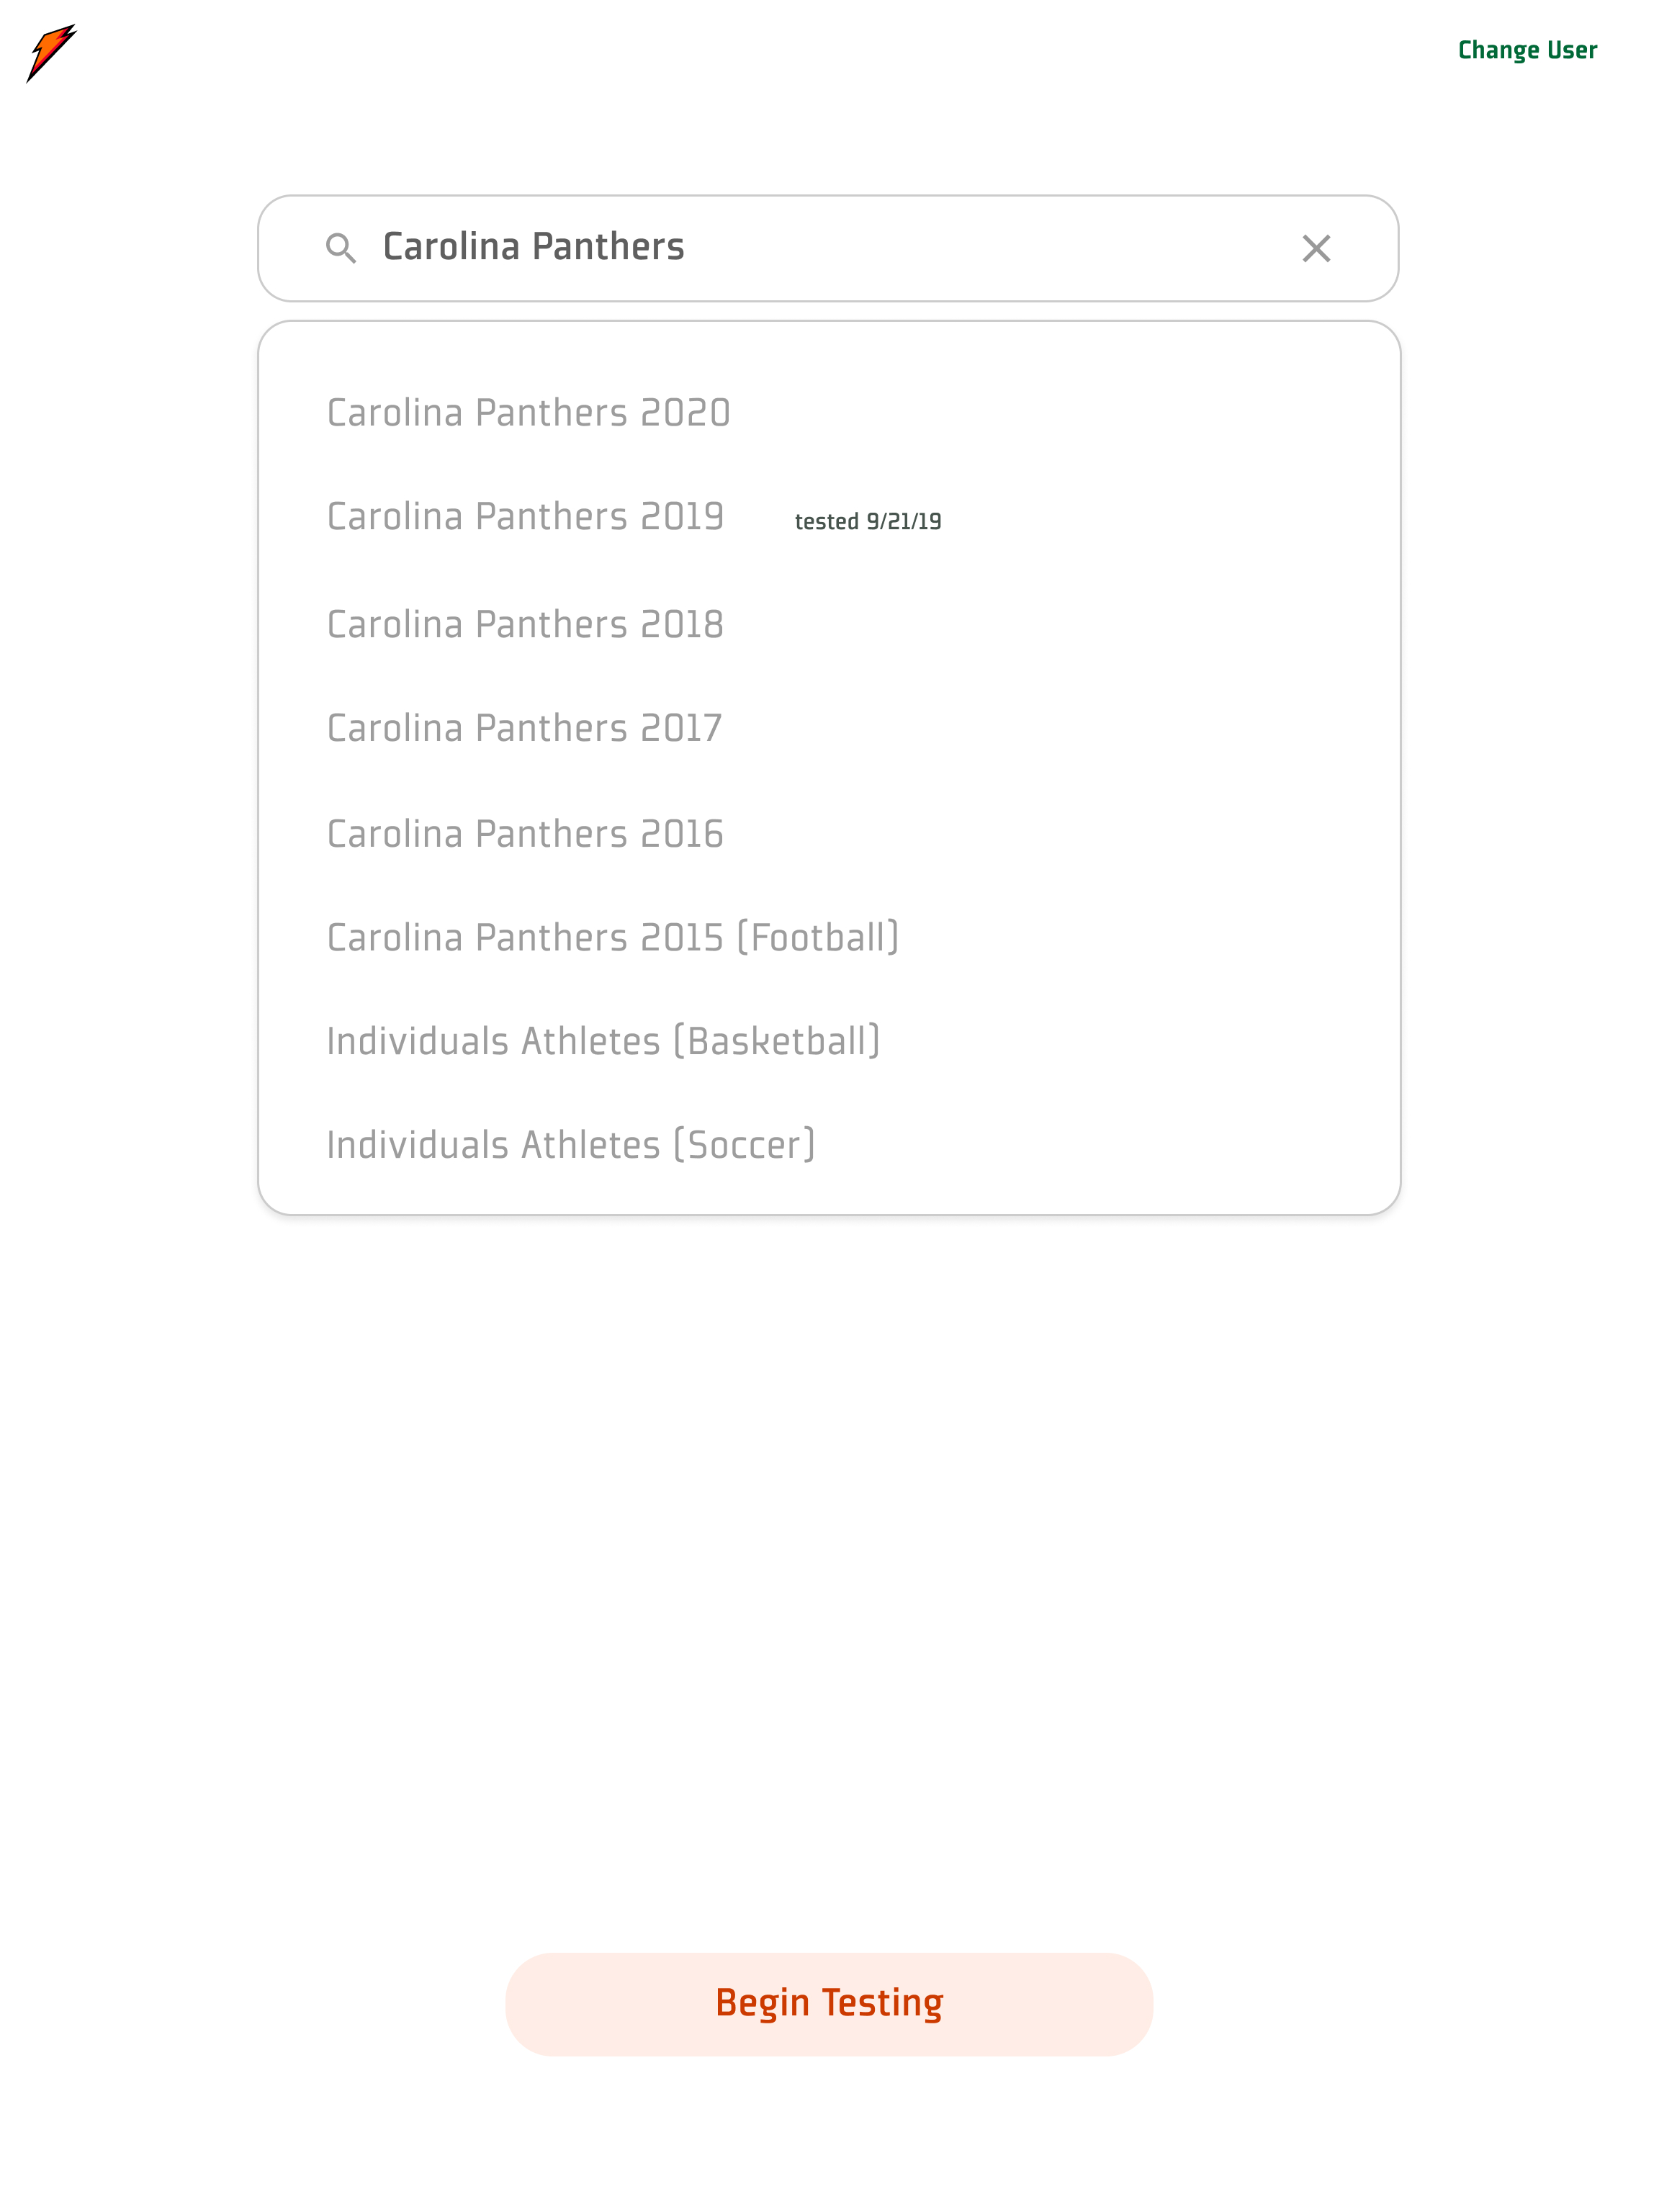 Change User
Carolina Panthers
Carolina Panthers 2020
Carolina Panthers 2019 tested 9/21/19
Carolina Panthers 2018
Carolina Panthers 2017
Carolina Panthers 2016
Carolina Panthers 2015 (Football)
Individuals Athletes (Basketball)
Individuals Athletes (Soccer)
Begin Testing